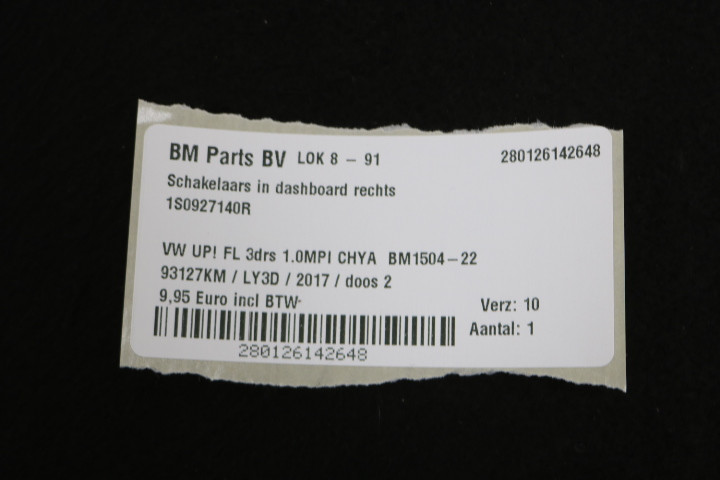 BM Parts BV LOK 8 - 91 280126142648
Schakelaars in dashboard rechts
1S0927140R
VW UP! FL 3drs 1.0MPI CHYA BM1504-22
93127KM / LY3D / 2017 / doos 2
9,95 Euro incl BTW- Verz: 10
Aantal: 1
280126142648